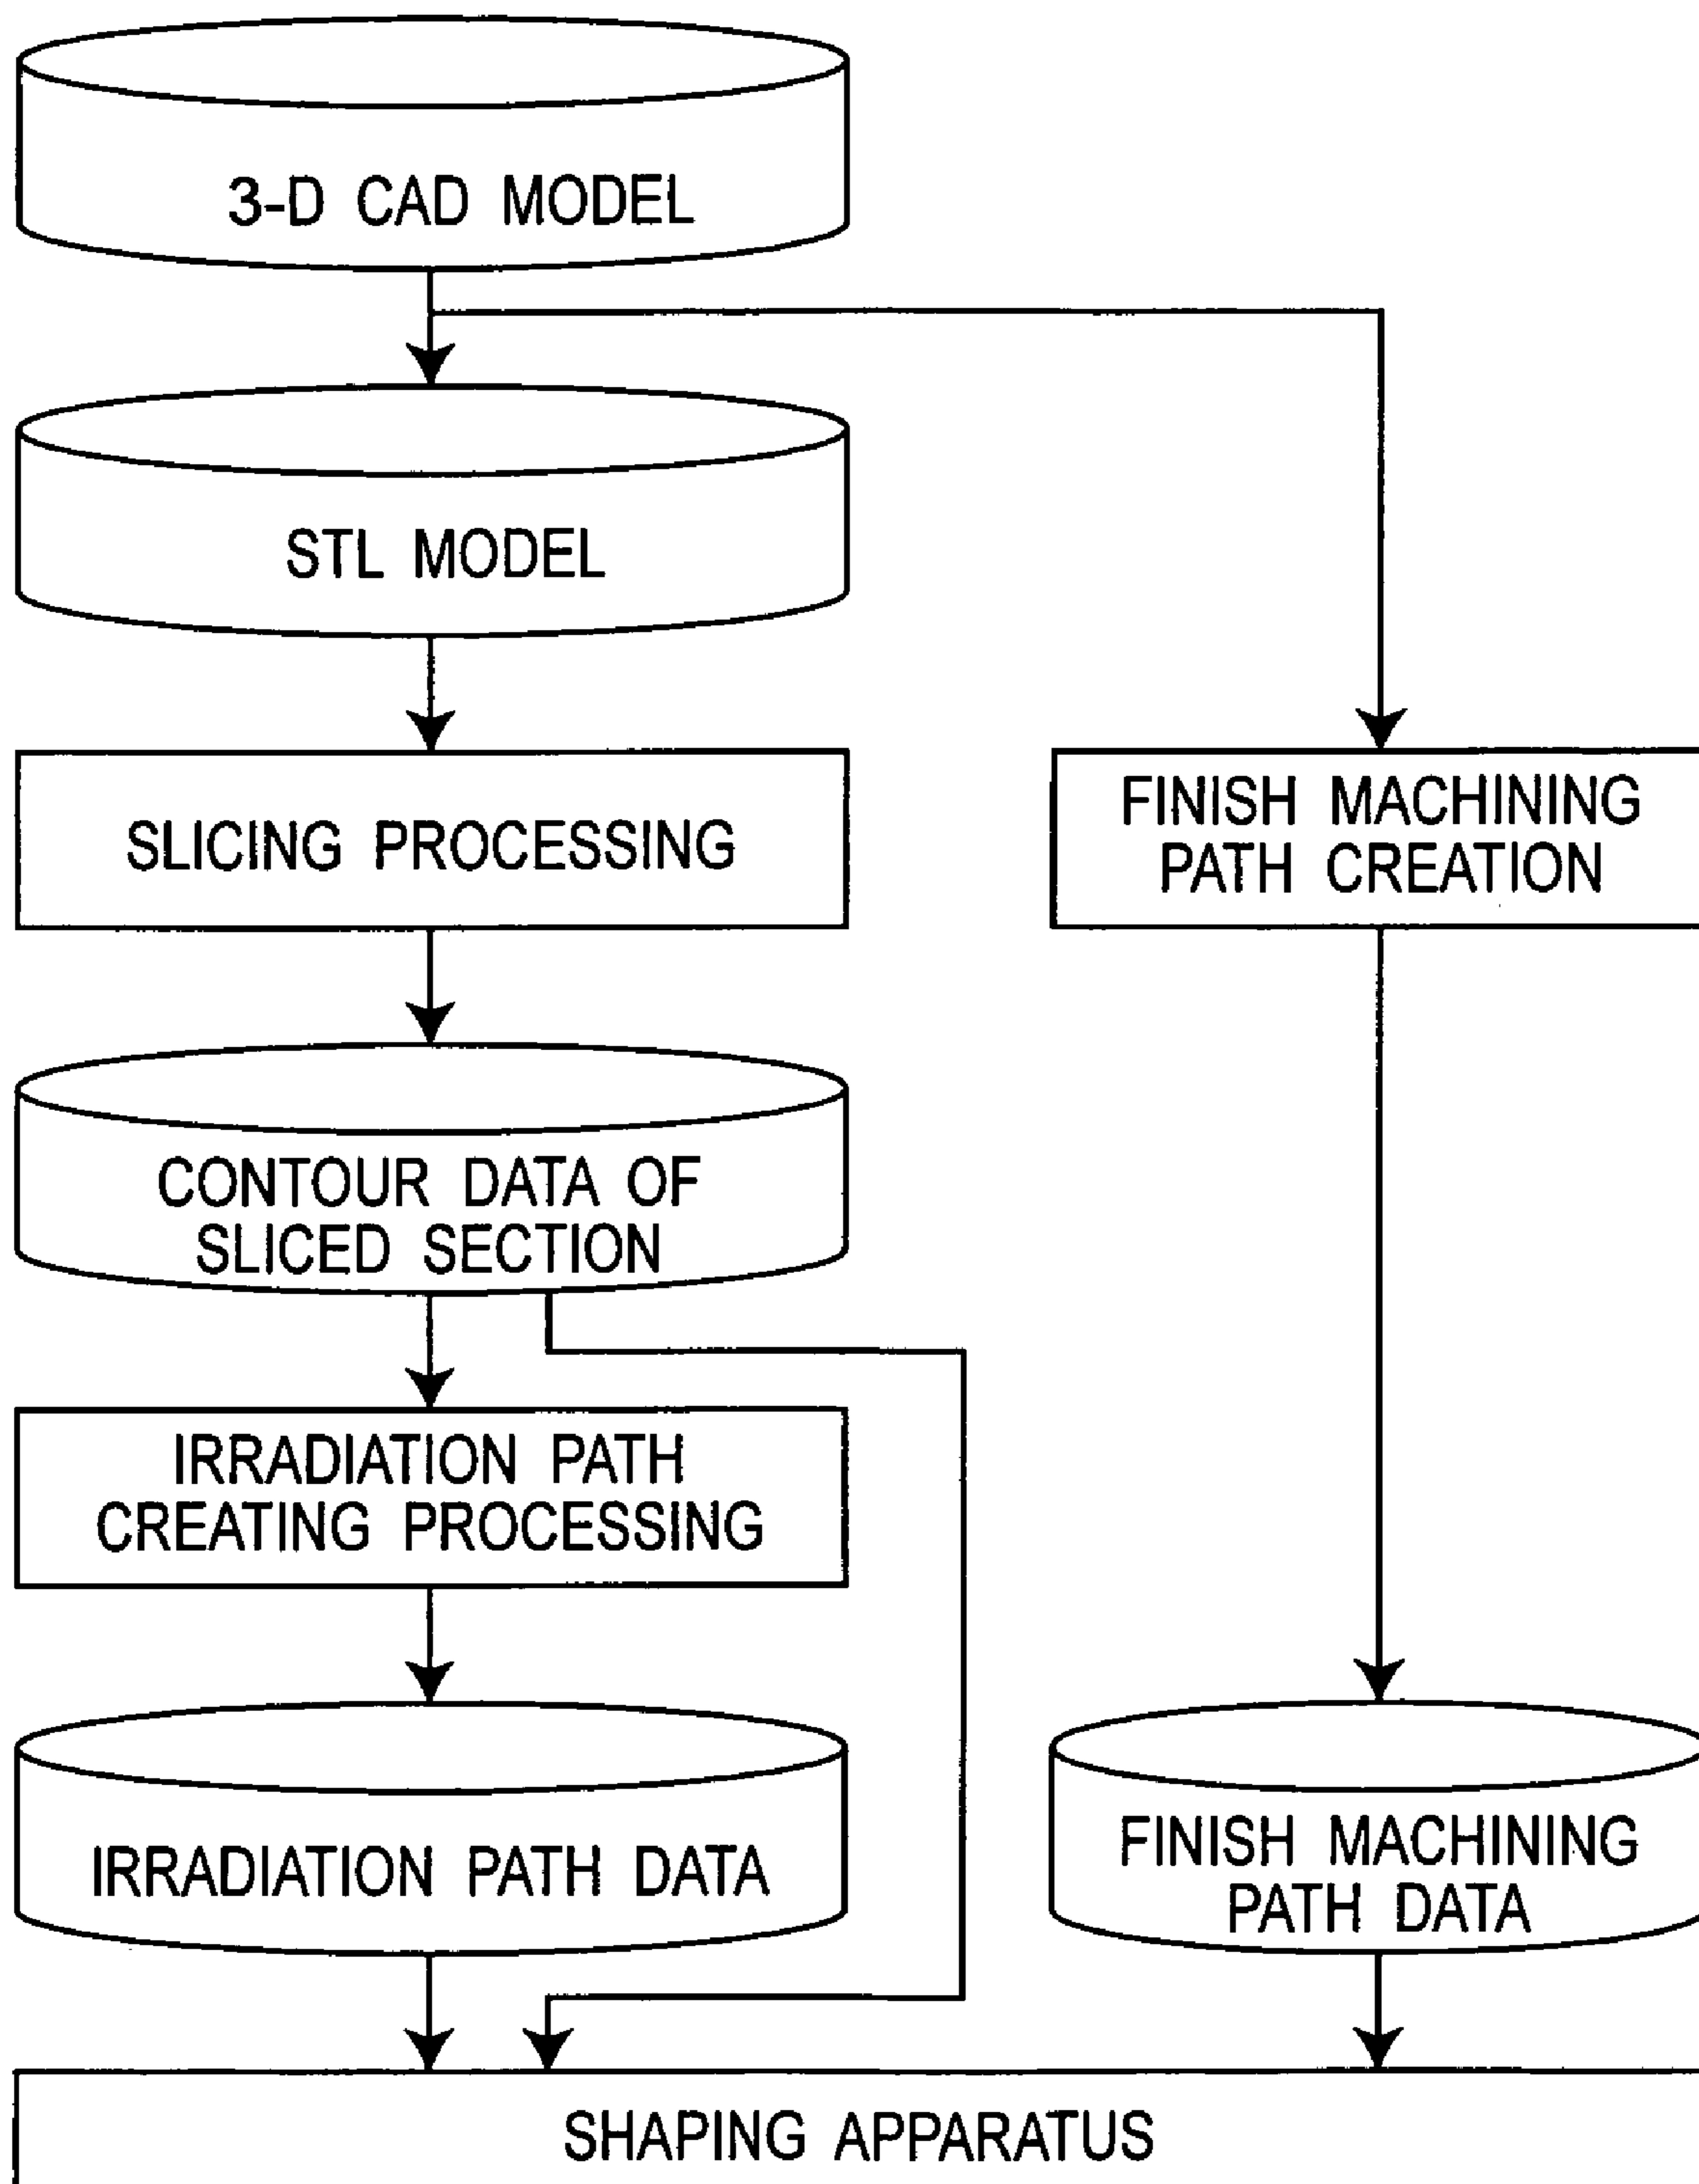 3-D CAD MODEL
STL MODEL
SLICING PROCESSING
FINISH MACHINING
PATH CREATION
CONTOUR DATA OF
SLICED SECTION
IRRADIATION PATH
CREATING PROCESSING
IRRADIATION PATH DATA
FINISH MACHINING
PATH DATA
SHAPING APPARATUS